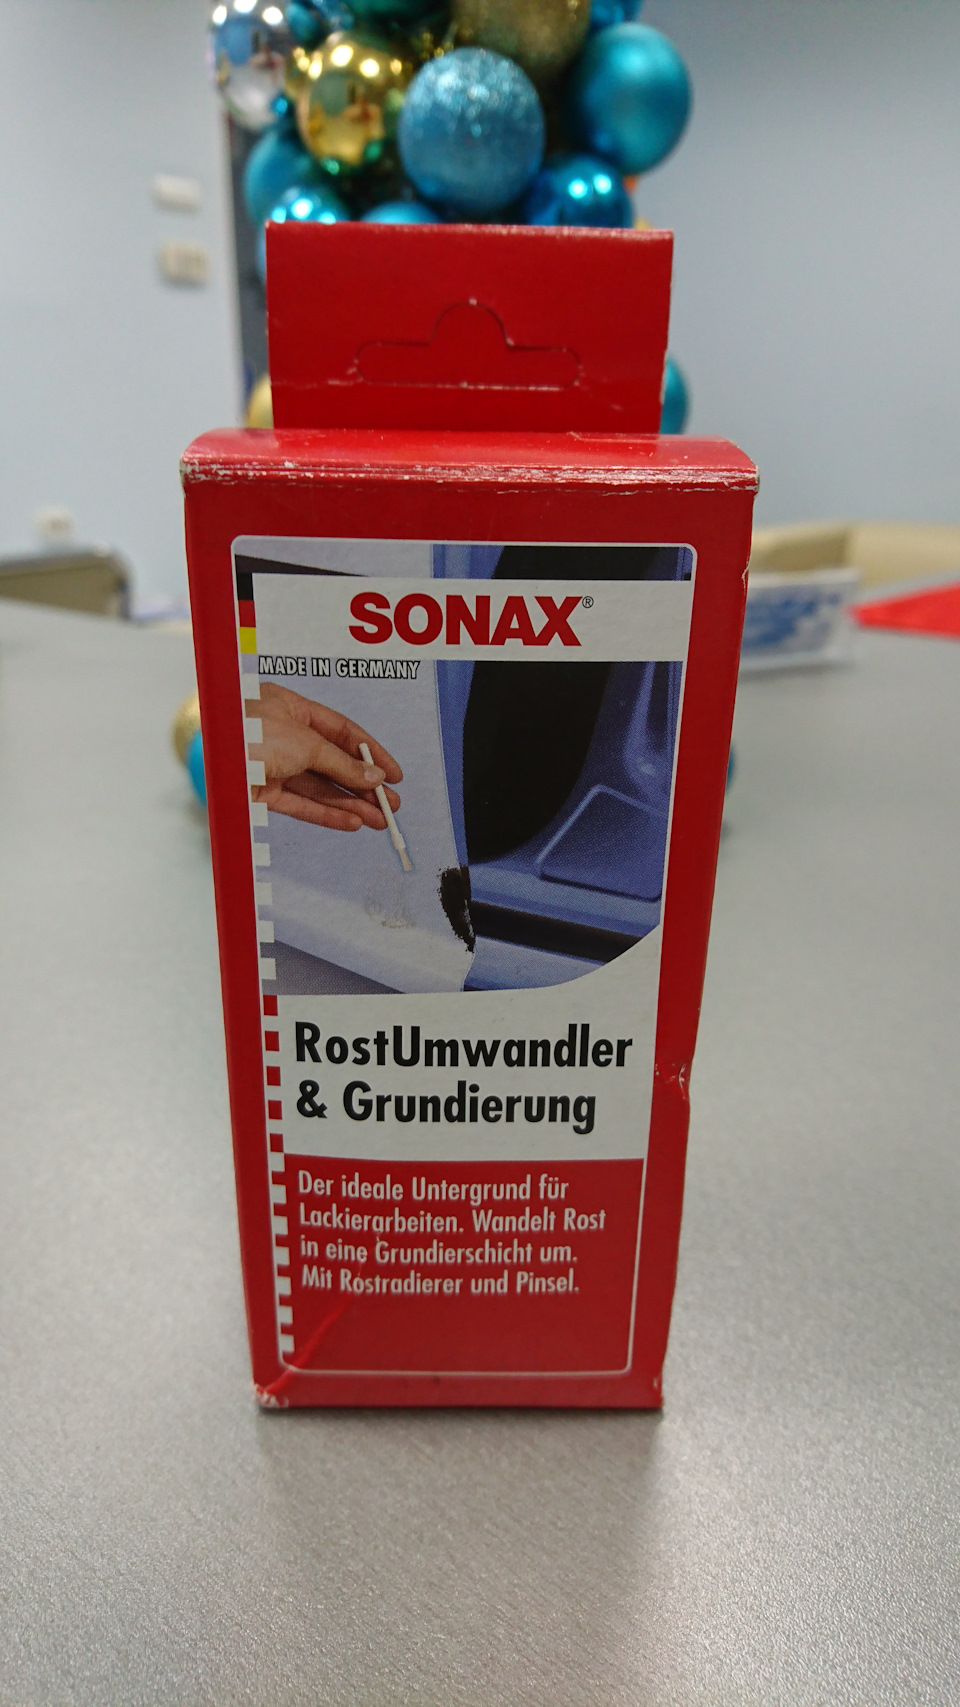 SONAX®
MADE IN GERMANY
RostUmwandler
& Grundierung
Der ideale Untergrund für
Lackierarbeiten. Wandelt Rost
in eine Grundierschicht um.
Mit Rostradierer und Pinsel.